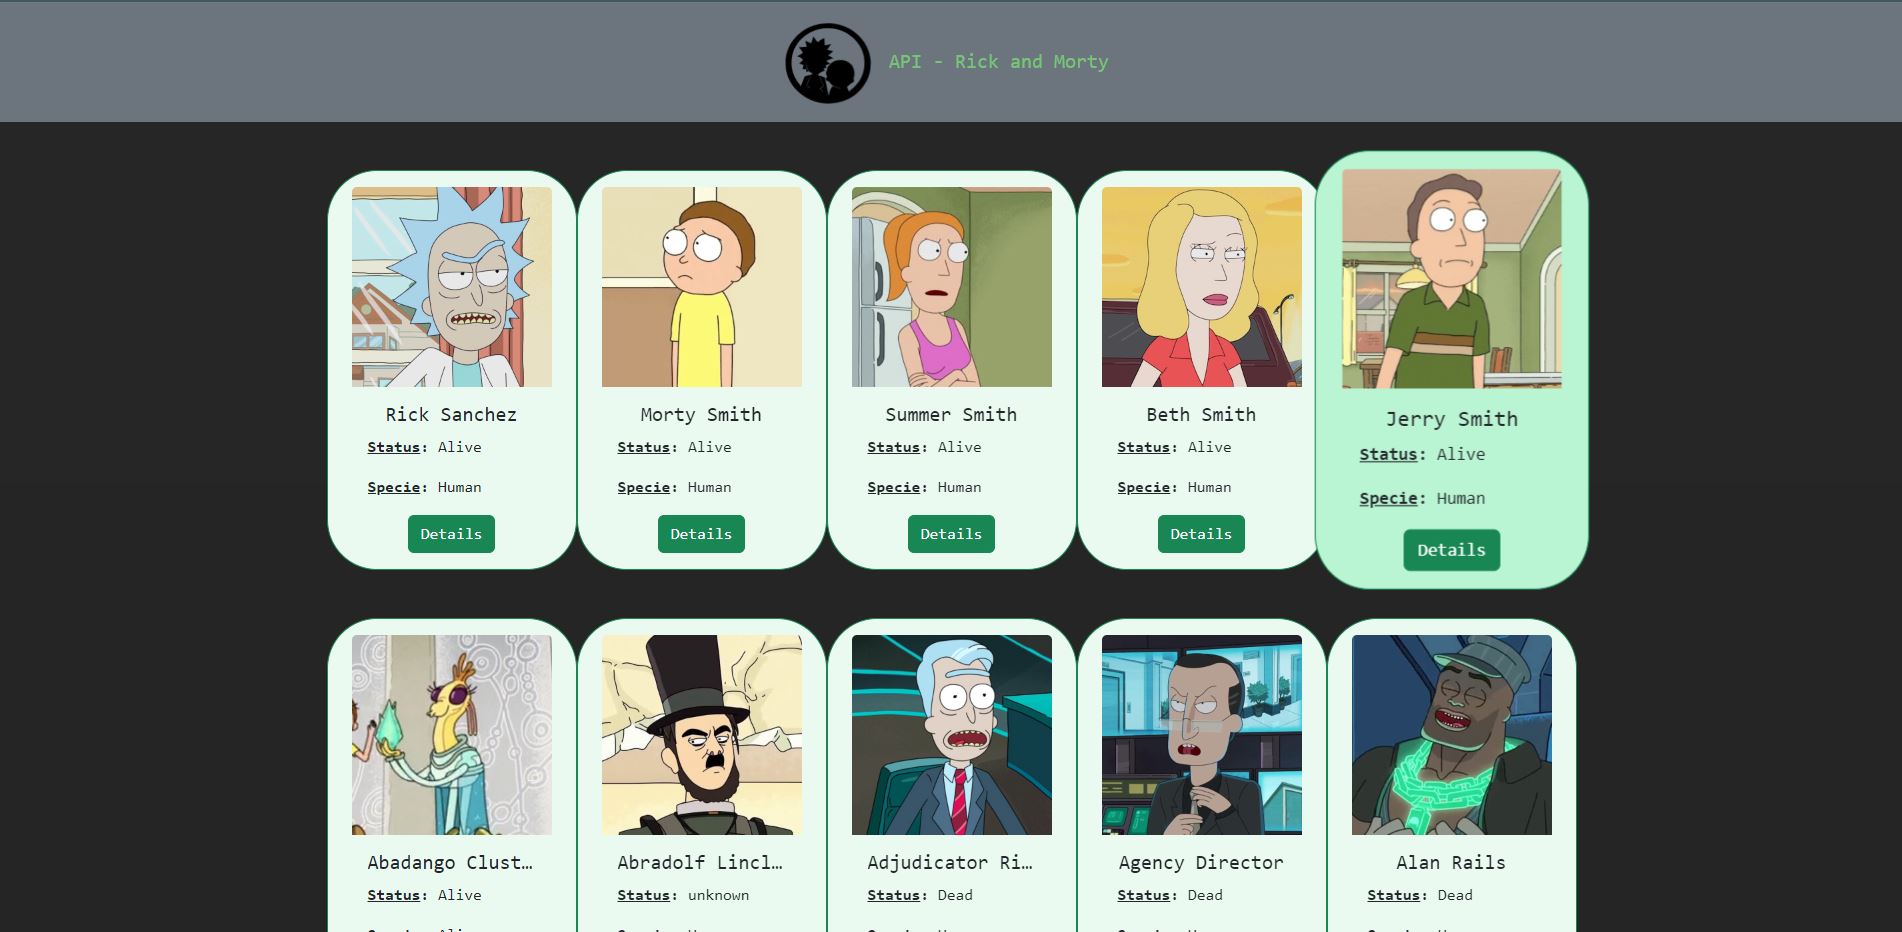 API - Rick and Morty
Rick Sanchez
Status: Alive
Specie: Human
Details
Morty Smith
Status: Alive
Specie: Human
Details
Summer Smith
Status: Alive
Specie: Human
Details
Beth Smith
Status: Alive
Specie: Human
Details
Jerry Smith
Status: Alive
Specie: Human
Details
Abadango Clust…
Status: Alive
Abradolf Lincl…
Status: unknown
Adjudicator Ri…
Status: Dead
Agency Director
Status: Dead
Alan Rails
Status: Dead